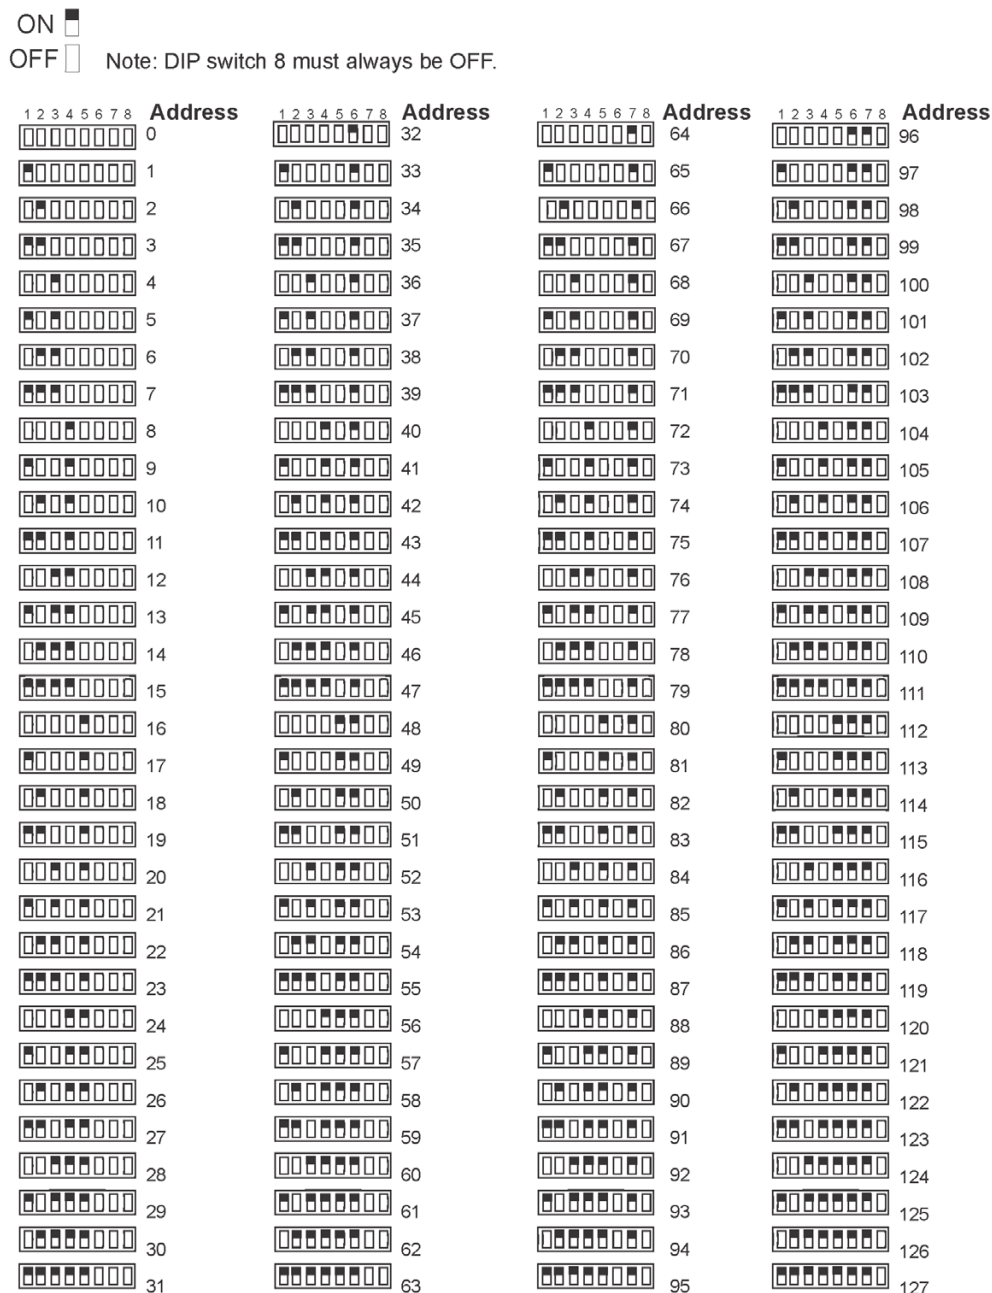 ON
OFF Note: DIP switch 8 must always be OFF.
1 2 3 4 5 6 7 8 Address 1 2 3 4 5 6 7 8 Address 1 2 3 4 5 6 7 8 Address 1 2 3 4 5 6 7 8 Address
0 32 64 96
1 33 65 97
2 34 66 98
3 35 67 99
4 36 68 100
5 37 69 101
6 38 70 102
7 39 71 103
8 40 72 104
9 41 73 105
10 42 74 106
11 43 75 107
12 44 76 108
13 45 77 109
14 46 78 110
15 47 79 111
16 48 80 112
17 49 81 113
18 50 82 114
19 51 83 115
20 52 84 116
21 53 85 117
22 54 86 118
23 55 87 119
24 56 88 120
25 57 89 121
26 58 90 122
27 59 91 123
28 60 92 124
29 61 93 125
30 62 94 126
31 63 95 127